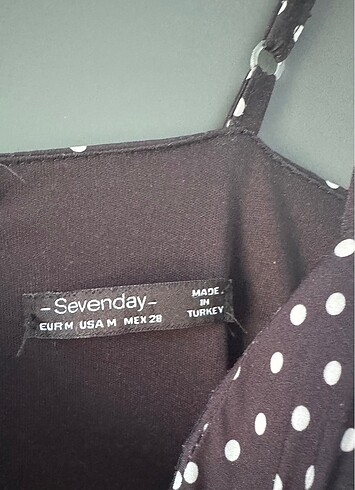 -Sevenday-
EUR M USA M MEX 28
MADE
IN
TURKEY